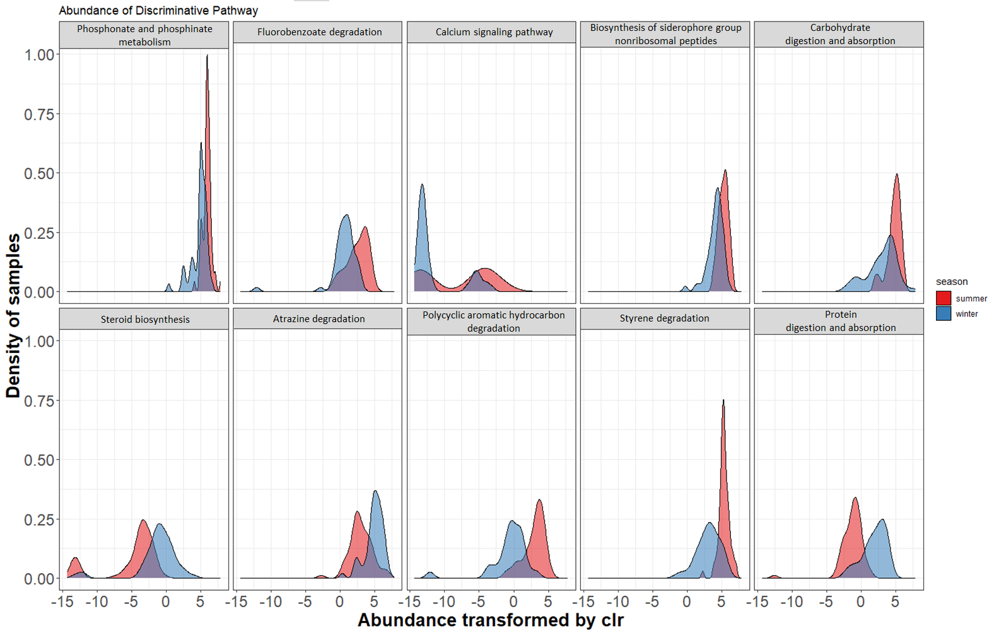 Abundance of Discriminative Pathway
Phosphonate and phosphinate
metabolism
Fluorobenzoate degradation
Calcium signaling pathway
Biosynthesis of siderophore group
nonribosomal peptides
Carbohydrate
digestion and absorption
1.00
0.75
0.50
0.25
0.00
Steroid biosynthesis
Atrazine degradation
Polycyclic aromatic hydrocarbon
degradation
Styrene degradation
Protein
digestion and absorption
1.00
0.75
0.50
0.25
0.00
-15 -10 -5 0 5 -15 -10 -5 0 5 -15 -10 -5 0 5 -15 -10 -5 0 5 -15 -10 -5 0 5
Density of samples
Abundance transformed by clr
season
summer
winter